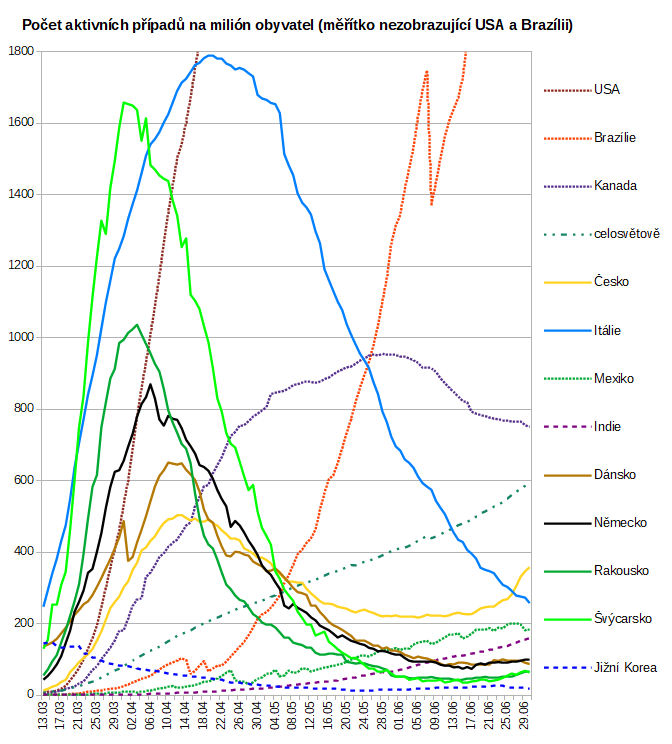 Počet aktivních případů na milión obyvatel (měřítko nezobrazující USA a Brazílii)
1800
1600
1400
1200
1000
800
600
400
200
0
13.03
17.03
21.03
25.03
29.03
02.04
06.04
10.04
14.04
18.04
22.04
26.04
30.04
04.05
08.05
12.05
16.05
20.05
24.05
28.05
01.06
05.06
09.06
13.06
17.06
21.06
25.06
29.06
USA
Brazílie
Kanada
celosvětově
Česko
Itálie
Mexiko
Indie
Dánsko
Německo
Rakousko
Švýcarsko
Jižní Korea